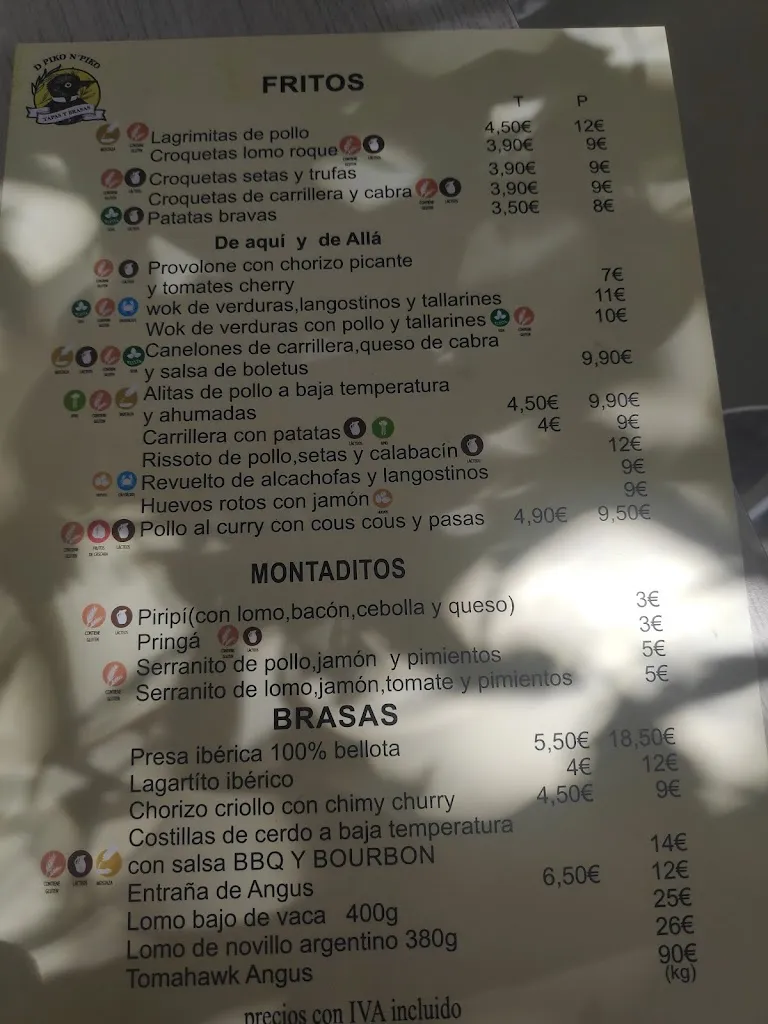 D PIKO N'PIKO
TAPAS Y BRASAS
FRITOS
T P
Lagrimitas de pollo 4,50€ 12€
Croquetas lomo roque 3,90€ 9€
Croquetas setas y trufas 3,90€ 9€
Croquetas de carrillera y cabra 3,90€ 9€
Patatas bravas 3,50€ 8€
De aqui y de Allá
Provolone con chorizo picante
y tomates cherry 7€
wok de verduras,langostinos y tallarines 11€
Wok de verduras con pollo y tallarines 10€
Canelones de carrillera,queso de cabra
y salsa de boletus 9,90€
Alitas de pollo a baja temperatura
y ahumadas 4,50€ 9,90€
Carrillera con patatas 4€ 9€
Rissoto de pollo,setas y calabacín 12€
Revuelto de alcachofas y langostinos 9€
Huevos rotos con jamón 9€
Pollo al curry con cous cous y pasas 4,90€ 9,50€
MONTADITOS
Piripí(con lomo,bacón,cebolla y queso) 3€
Pringá 3€
Serranito de pollo,jamón y pimientos 5€
Serranito de lomo,jamón,tomate y pimientos 5€
BRASAS
Presa ibérica 100% bellota 5,50€ 18,50€
Lagartíto ibérico 4€ 12€
Chorizo criollo con chimy churry 4,50€ 9€
Costillas de cerdo a baja temperatura
con salsa BBQ Y BOURBON 14€
Entraña de Angus 6,50€ 12€
Lomo bajo de vaca 400g 25€
Lomo de novillo argentino 380g 26€
Tomahawk Angus 90€
(kg)
precios con IVA incluido